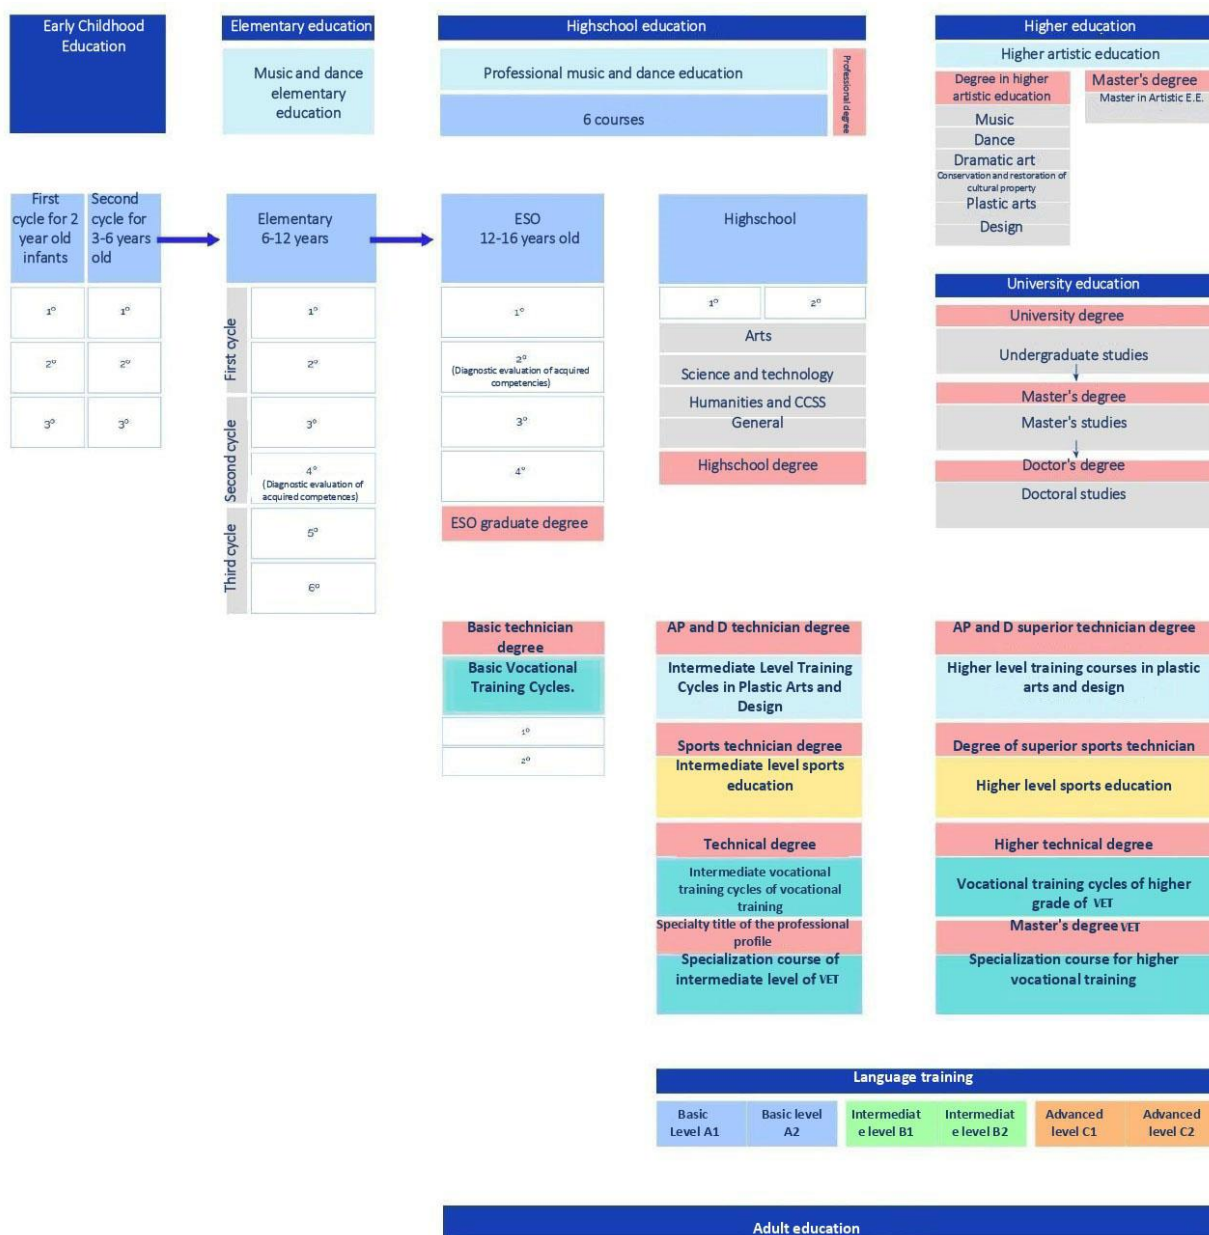 Early Childhood
Education
Elementary education
Highschool education
Higher education
Music and dance
elementary
education
Professional music and dance education
6 courses
Professional degree
Higher artistic education
Degree in higher
artistic education
Master's degree
Master in Artistic E.E.
Music
Dance
Dramatic art
Conservation and restoration of
cultural property
Plastic arts
Design
First
cycle for 2
year old
infants
Second
cycle for
3-6 years
old
Elementary
6-12 years
ESO
12-16 years old
Highschool
1º
1º
2º
2º
3º
3º
First cycle
1º
2º
Second cycle
3º
4º
(Diagnostic evaluation of
acquired competences)
Third cycle
5º
6º
1º
2º
(Diagnostic evaluation of acquired
competencies)
3º
4º
ESO graduate degree
1º
2º
Arts
Science and technology
Humanities and CCSS
General
Highschool degree
University education
University degree
Undergraduate studies
Master's degree
Master's studies
Doctor's degree
Doctoral studies
Basic technician
degree
Basic Vocational
Training Cycles.
1º
2º
AP and D technician degree
Intermediate Level Training
Cycles in Plastic Arts and
Design
Sports technician degree
Intermediate level sports
education
Technical degree
Intermediate vocational
training cycles of vocational
training
Specialty title of the professional
profile
Specialization course of
intermediate level of VET
AP and D superior technician degree
Higher level training courses in plastic
arts and design
Degree of superior sports technician
Higher level sports education
Higher technical degree
Vocational training cycles of higher
grade of VET
Master's degree VET
Specialization course for higher
vocational training
Language training
Basic
Level A1
Basic level
A2
Intermediat
e level B1
Intermediat
e level B2
Advanced
level C1
Advanced
level C2
Adult education